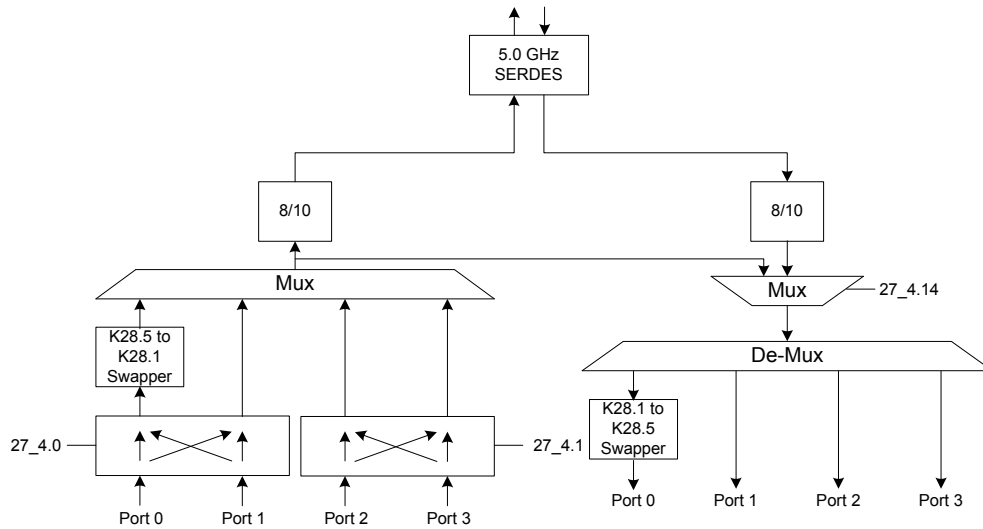 5.0 GHz
SERDES
8/10
8/10
Mux
Mux
27_4.14
K28.5 to
K28.1
Swapper
De-Mux
27_4.0
27_4.1
K28.1 to
K28.5
Swapper
Port 0
Port 1
Port 2
Port 3
Port 0
Port 1
Port 2
Port 3